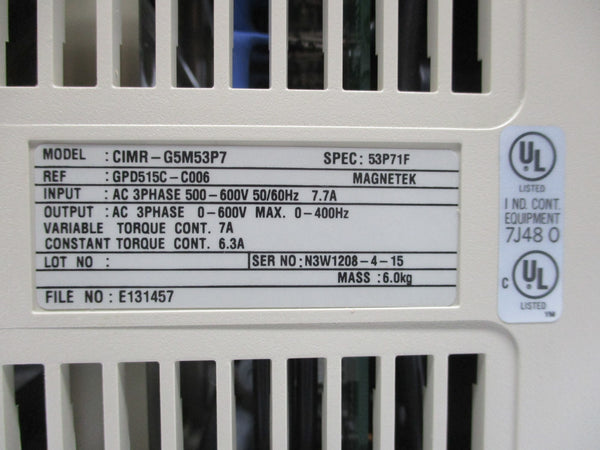 MODEL : CIMR-G5M53P7 SPEC: 53P71F
REF : GPD515C-C006 MAGNETEK
INPUT : AC 3PHASE 500-600V 50/60Hz 7.7A
OUTPUT : AC 3PHASE 0-600V MAX. 0-400Hz
VARIABLE TORQUE CONT. 7A
CONSTANT TORQUE CONT. 6.3A
LOT NO : SER NO: N3W1208-4-15
MASS : 6.0kg
FILE NO : E131457
UL
LISTED
IND. CONT.
EQUIPMENT
7J48 O
C UL
LISTED
TM